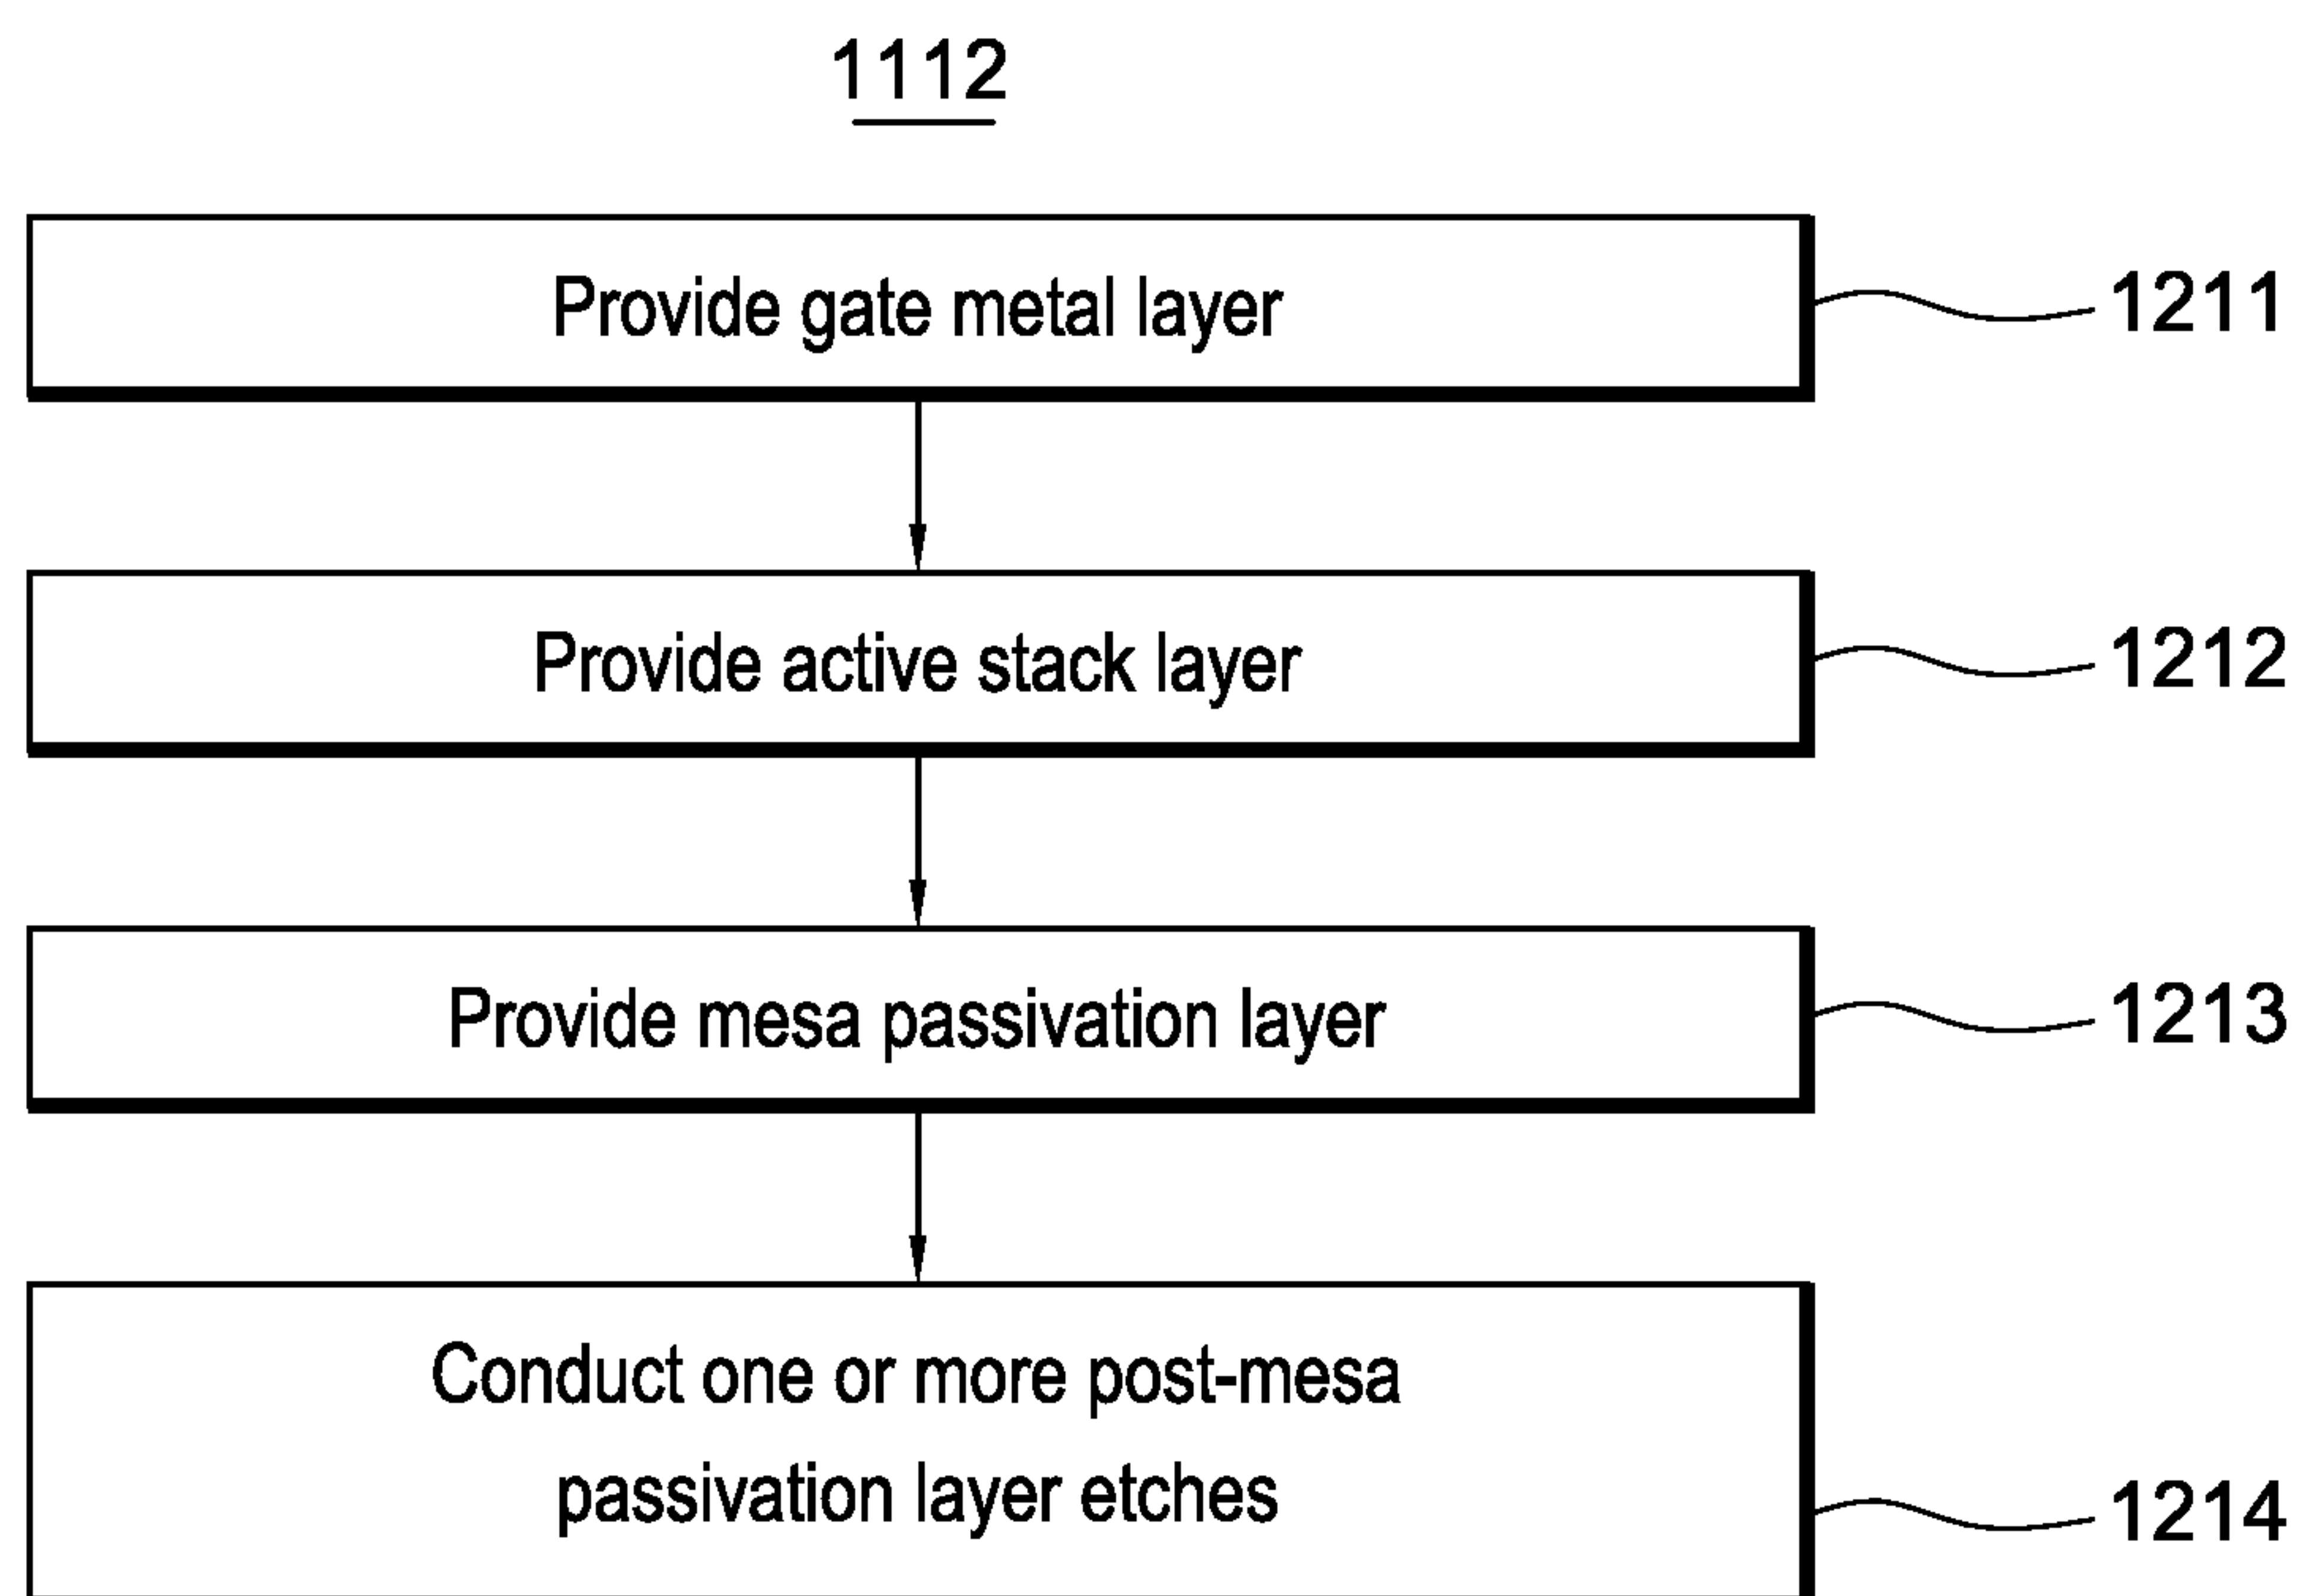 1112
Provide gate metal layer
1211
Provide active stack layer
1212
Provide mesa passivation layer
1213
Conduct one or more post-mesa
passivation layer etches
1214